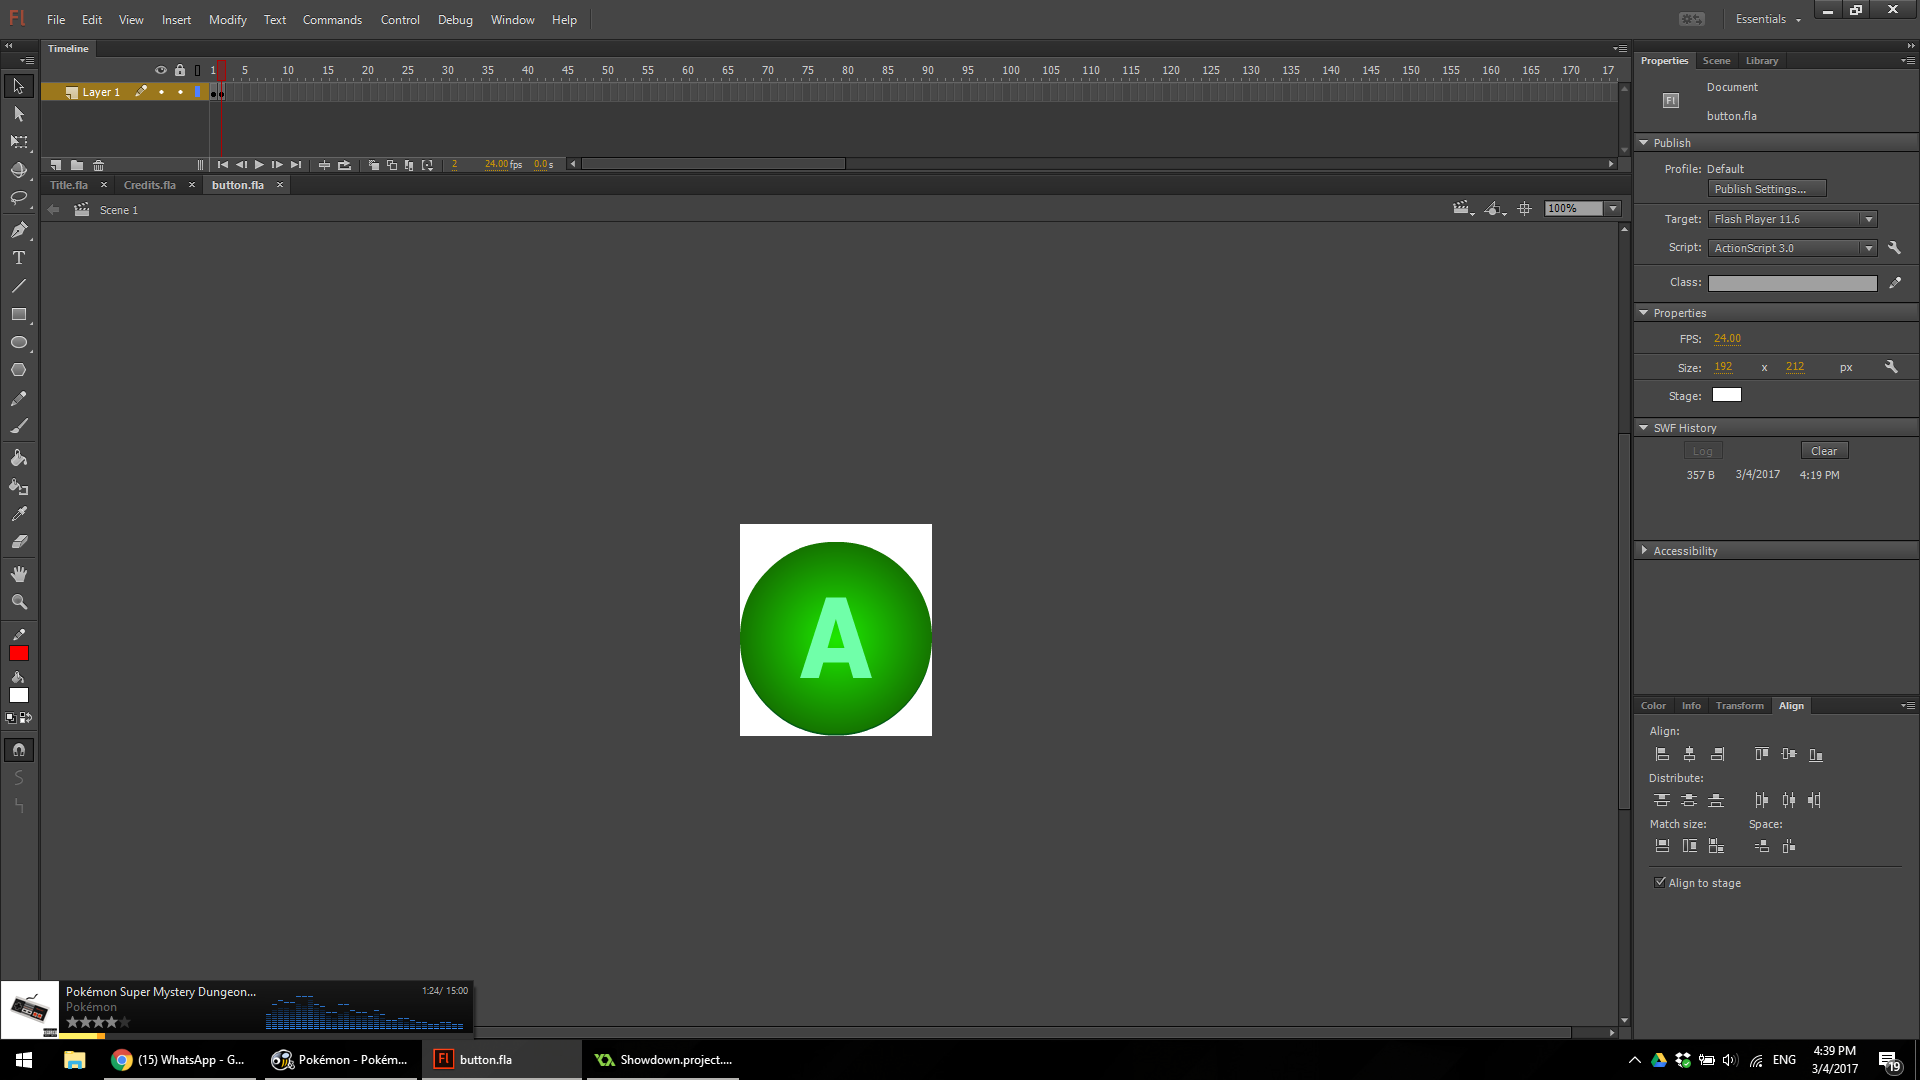 Fl File Edit View Insert Modify Text Commands Control Debug Window Help Essentials
Timeline
1 5 10 15 20 25 30 35 40 45 50 55 60 65 70 75 80 85 90 95 100 105 110 115 120 125 130 135 140 145 150 155 160 165 170 17
Layer 1
2 24.00 fps 0.0 s
Title.fla Credits.fla button.fla
Scene 1
100%
Properties Scene Library
Fl
Document
button.fla
Publish
Profile: Default
Publish Settings...
Target: Flash Player 11.6
Script: ActionScript 3.0
Class:
Properties
FPS: 24.00
Size: 192 x 212 px
Stage:
SWF History
Log Clear
357 B 3/4/2017 4:19 PM
Accessibility
A
Color Info Transform Align
Align:
Distribute:
Match size: Space:
Align to stage
Pokémon Super Mystery Dungeon... 1:24/ 15:00
Pokémon
(15) WhatsApp - G...
Pokémon - Pokém...
Fl button.fla
Showdown.project....
ENG
4:39 PM
3/4/2017
19